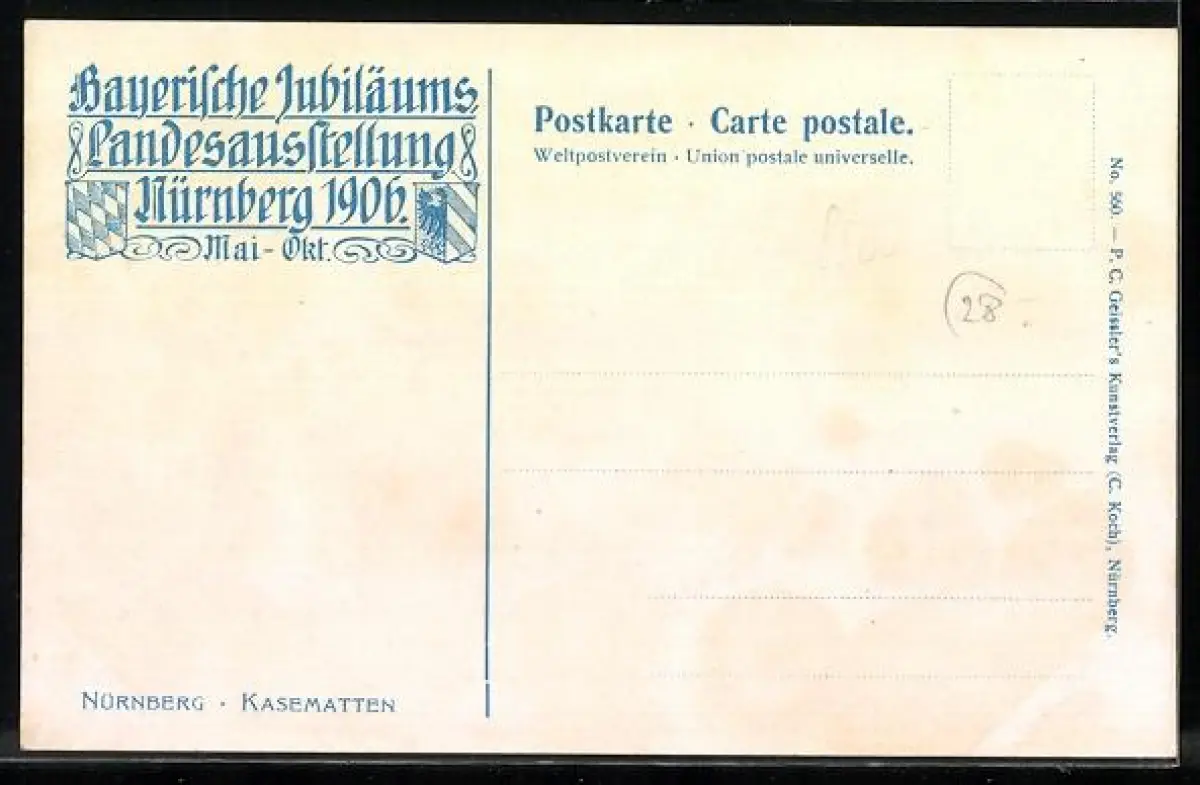 Bayerische Jubiläums
Landesausstellung
Nürnberg 1906.
Mai - Okt.
Postkarte · Carte postale.
Weltpostverein · Union postale universelle.
28
No. 560. — P. C. Geissler's Kunstverlag (C. Koch), Nürnberg.
NÜRNBERG · KASEMATTEN